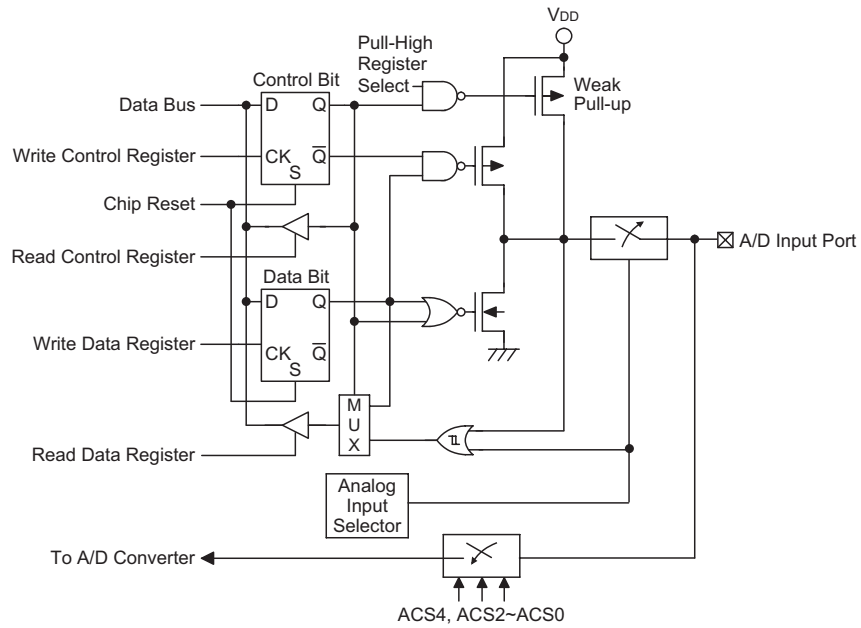 VDD
Pull-High
Register
Select
Control Bit
Weak
Pull-up
Data Bus
D
Q
Write Control Register
CK
Q
S
Chip Reset
Read Control Register
A/D Input Port
Data Bit
D
Q
Write Data Register
CK
Q
S
M
U
X
Read Data Register
Analog
Input
Selector
To A/D Converter
ACS4, ACS2~ACS0